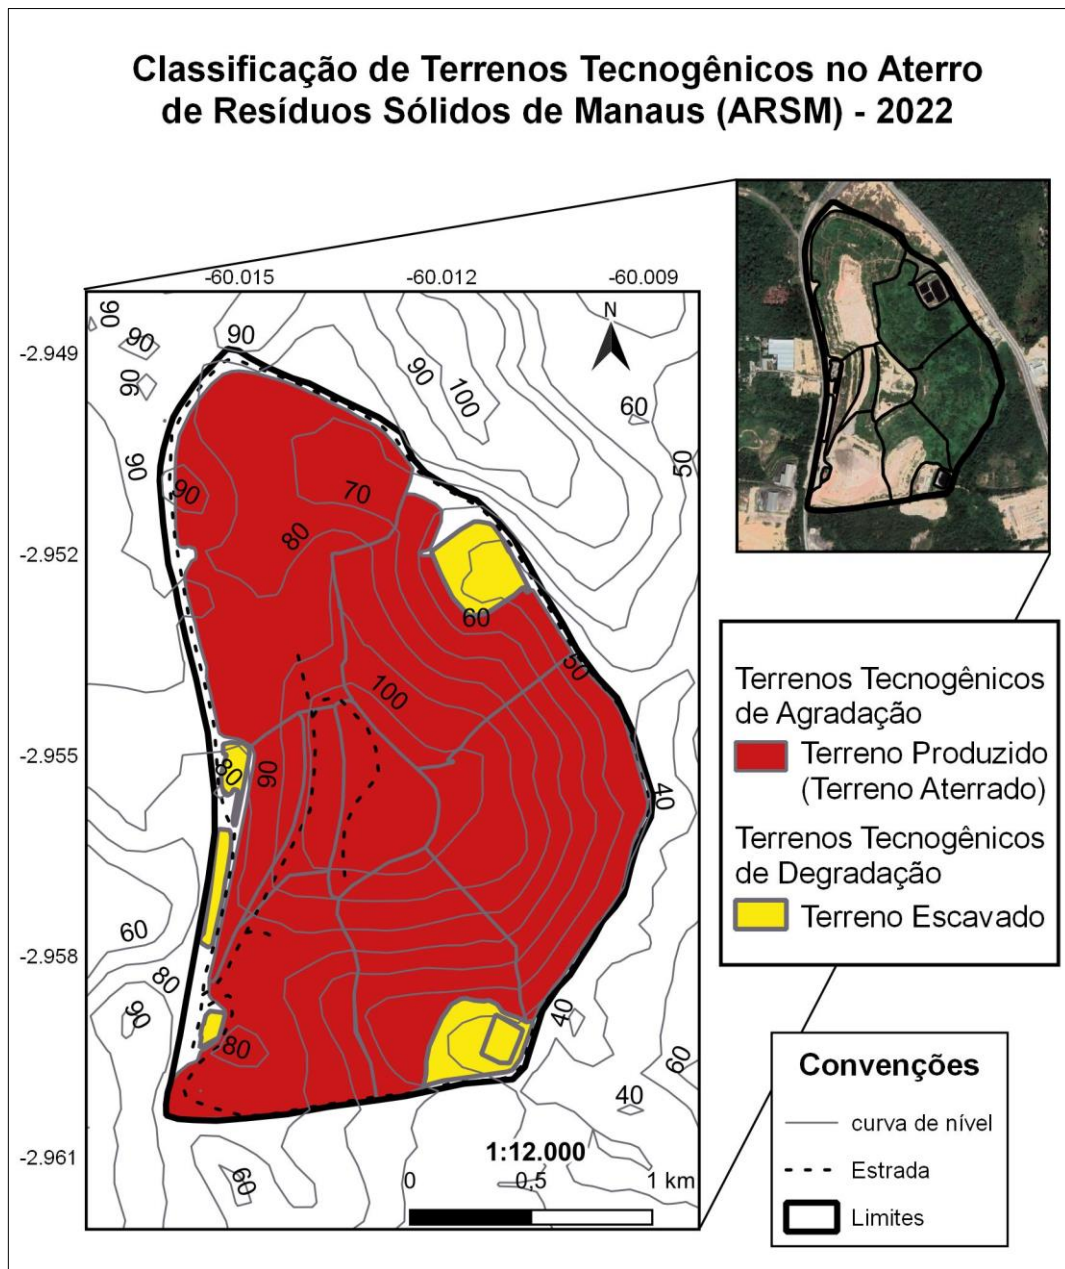 Classificação de Terrenos Tecnogênicos no Aterro
de Resíduos Sólidos de Manaus (ARSM) - 2022
-60.015
-60.012
-60.009
90
90
90
90
90
N
90
100
60
50
-2.949
-2.952
-2.955
-2.958
-2.961
90
70
80
60
50
100
80
90
40
60
80
90
80
40
60
40
60
Terrenos Tecnogênicos
de Agradação
Terreno Produzido
(Terreno Aterrado)
Terrenos Tecnogênicos
de Degradação
Terreno Escavado
1:12.000
0
0,5
1 km
Convenções
curva de nível
Estrada
Limites